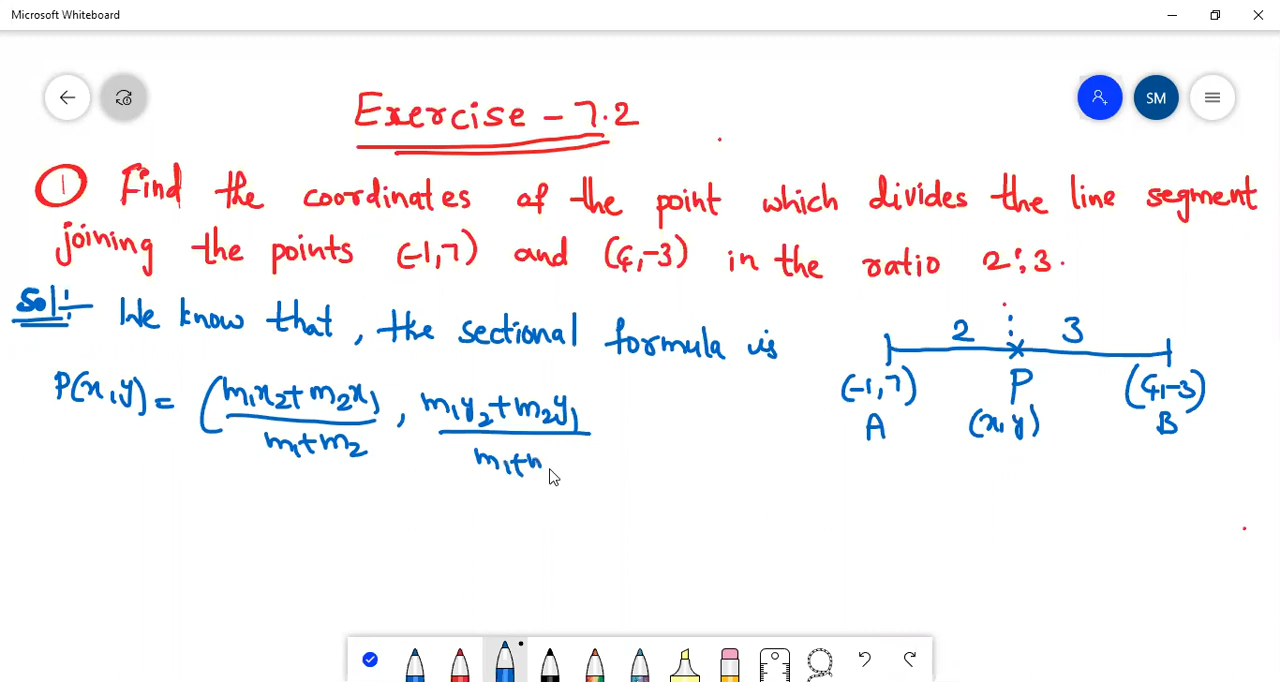 Microsoft Whiteboard
SM
Exercise - 7.2
① Find the coordinates of the point which divides the line segment
joining the points (-1,7) and (4,-3) in the ratio 2:3.
Sol:- We know that, the sectional formula is
P(x,y) = (m₁x₂+m₂x₁/m₁+m₂, m₁y₂+m₂y₁/m₁+
2 : 3
(-1,7) P (4,-3)
A (x,y) B